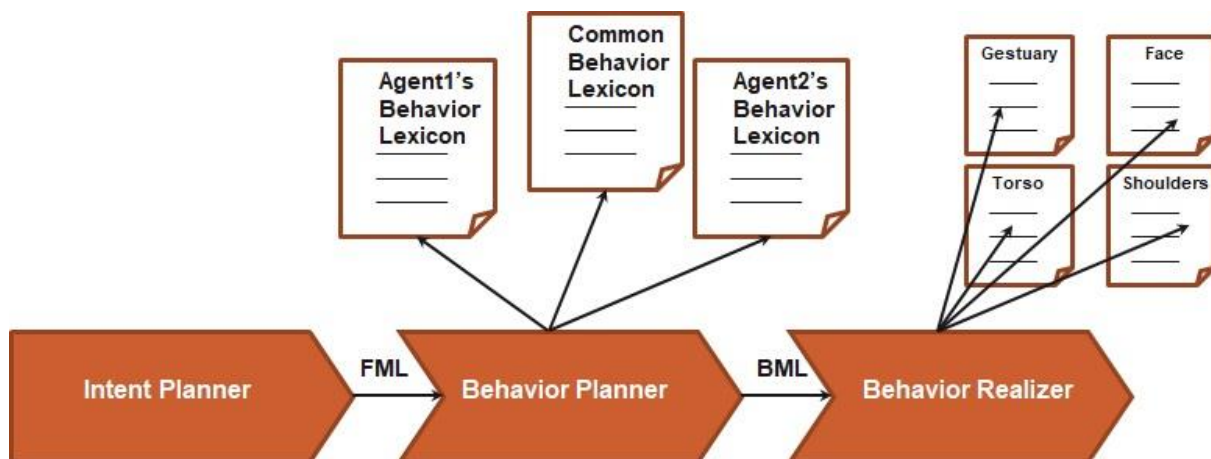 Agent1's
Behavior
Lexicon
Common
Behavior
Lexicon
Agent2's
Behavior
Lexicon
Gestuary
Face
Torso
Shoulders
Intent Planner
FML
Behavior Planner
BML
Behavior Realizer